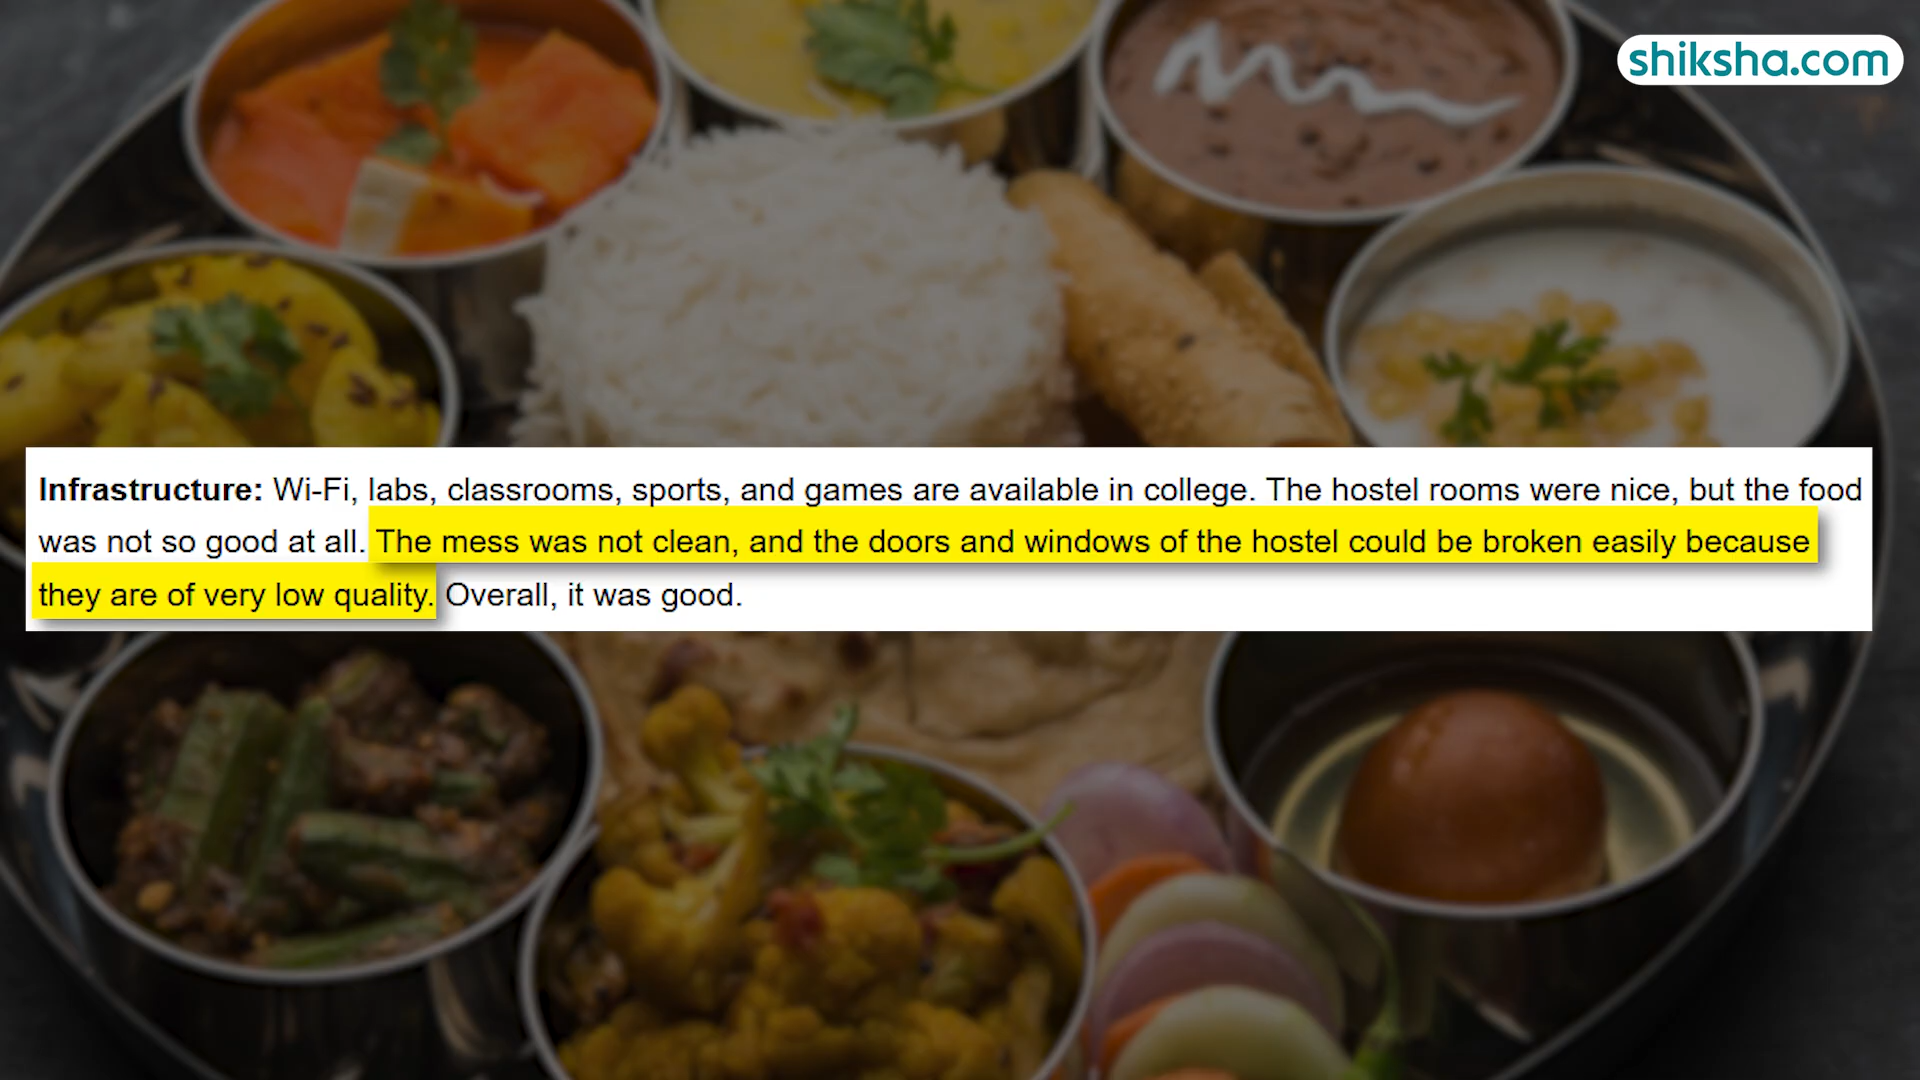 shiksha.com
Infrastructure: Wi-Fi, labs, classrooms, sports, and games are available in college. The hostel rooms were nice, but the food
was not so good at all. The mess was not clean, and the doors and windows of the hostel could be broken easily because
they are of very low quality. Overall, it was good.